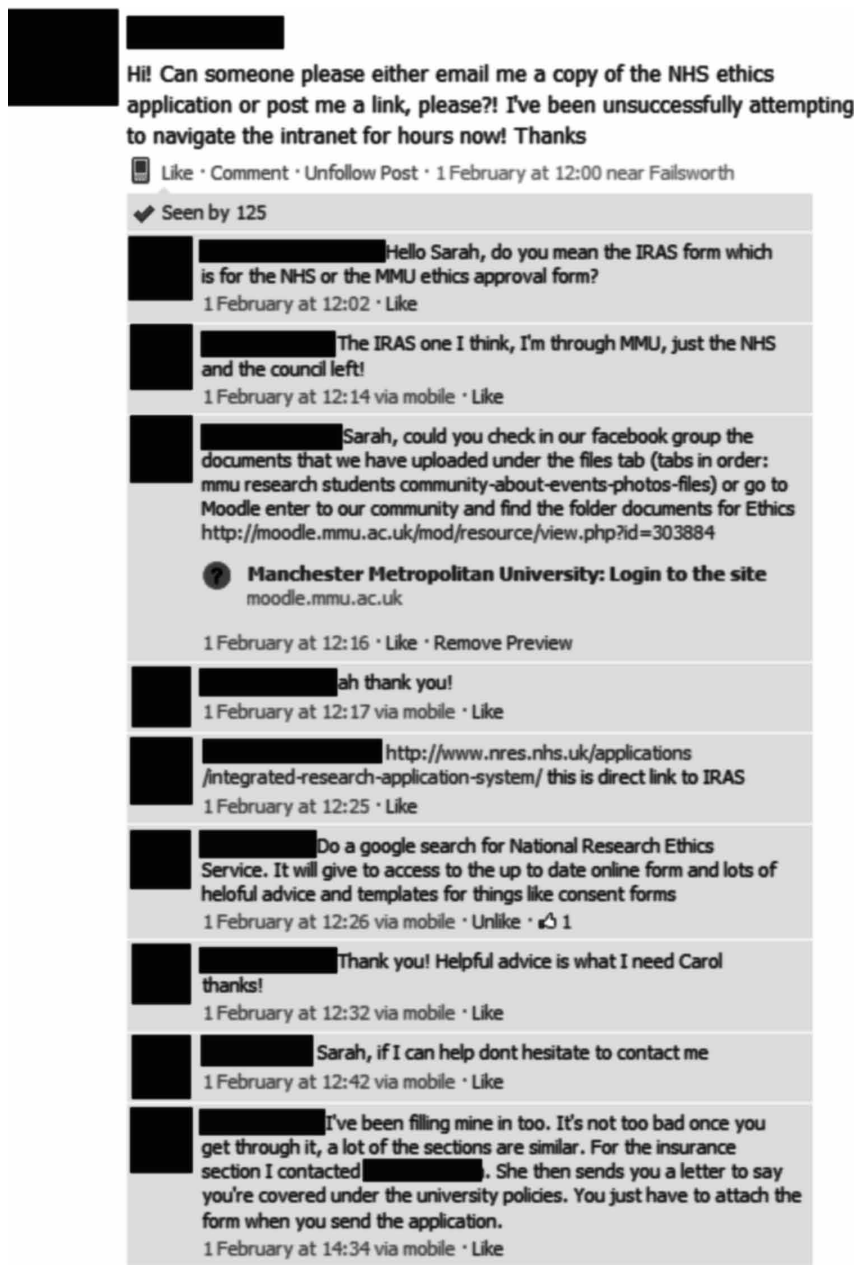 Hi! Can someone please either email me a copy of the NHS ethics
application or post me a link, please?! I've been unsuccessfully attempting
to navigate the intranet for hours now! Thanks
Like · Comment · Unfollow Post · 1 February at 12:00 near Failsworth
Seen by 125
Hello Sarah, do you mean the IRAS form which
is for the NHS or the MMU ethics approval form?
1 February at 12:02 · Like
The IRAS one I think, I'm through MMU, just the NHS
and the council left!
1 February at 12:14 via mobile · Like
Sarah, could you check in our facebook group the
documents that we have uploaded under the files tab (tabs in order:
mmu research students community-about-events-photos-files) or go to
Moodle enter to our community and find the folder documents for Ethics
http://moodle.mmu.ac.uk/mod/resource/view.php?id=303884
? Manchester Metropolitan University: Login to the site
moodle.mmu.ac.uk
1 February at 12:16 · Like · Remove Preview
ah thank you!
1 February at 12:17 via mobile · Like
http://www.nres.nhs.uk/applications
/integrated-research-application-system/ this is direct link to IRAS
1 February at 12:25 · Like
Do a google search for National Research Ethics
Service. It will give to access to the up to date online form and lots of
heloful advice and templates for things like consent forms
1 February at 12:26 via mobile · Unlike · 1
Thank you! Helpful advice is what I need Carol
thanks!
1 February at 12:32 via mobile · Like
Sarah, if I can help dont hesitate to contact me
1 February at 12:42 via mobile · Like
I've been filling mine in too. It's not too bad once you
get through it, a lot of the sections are similar. For the insurance
section I contacted . She then sends you a letter to say
you're covered under the university policies. You just have to attach the
form when you send the application.
1 February at 14:34 via mobile · Like